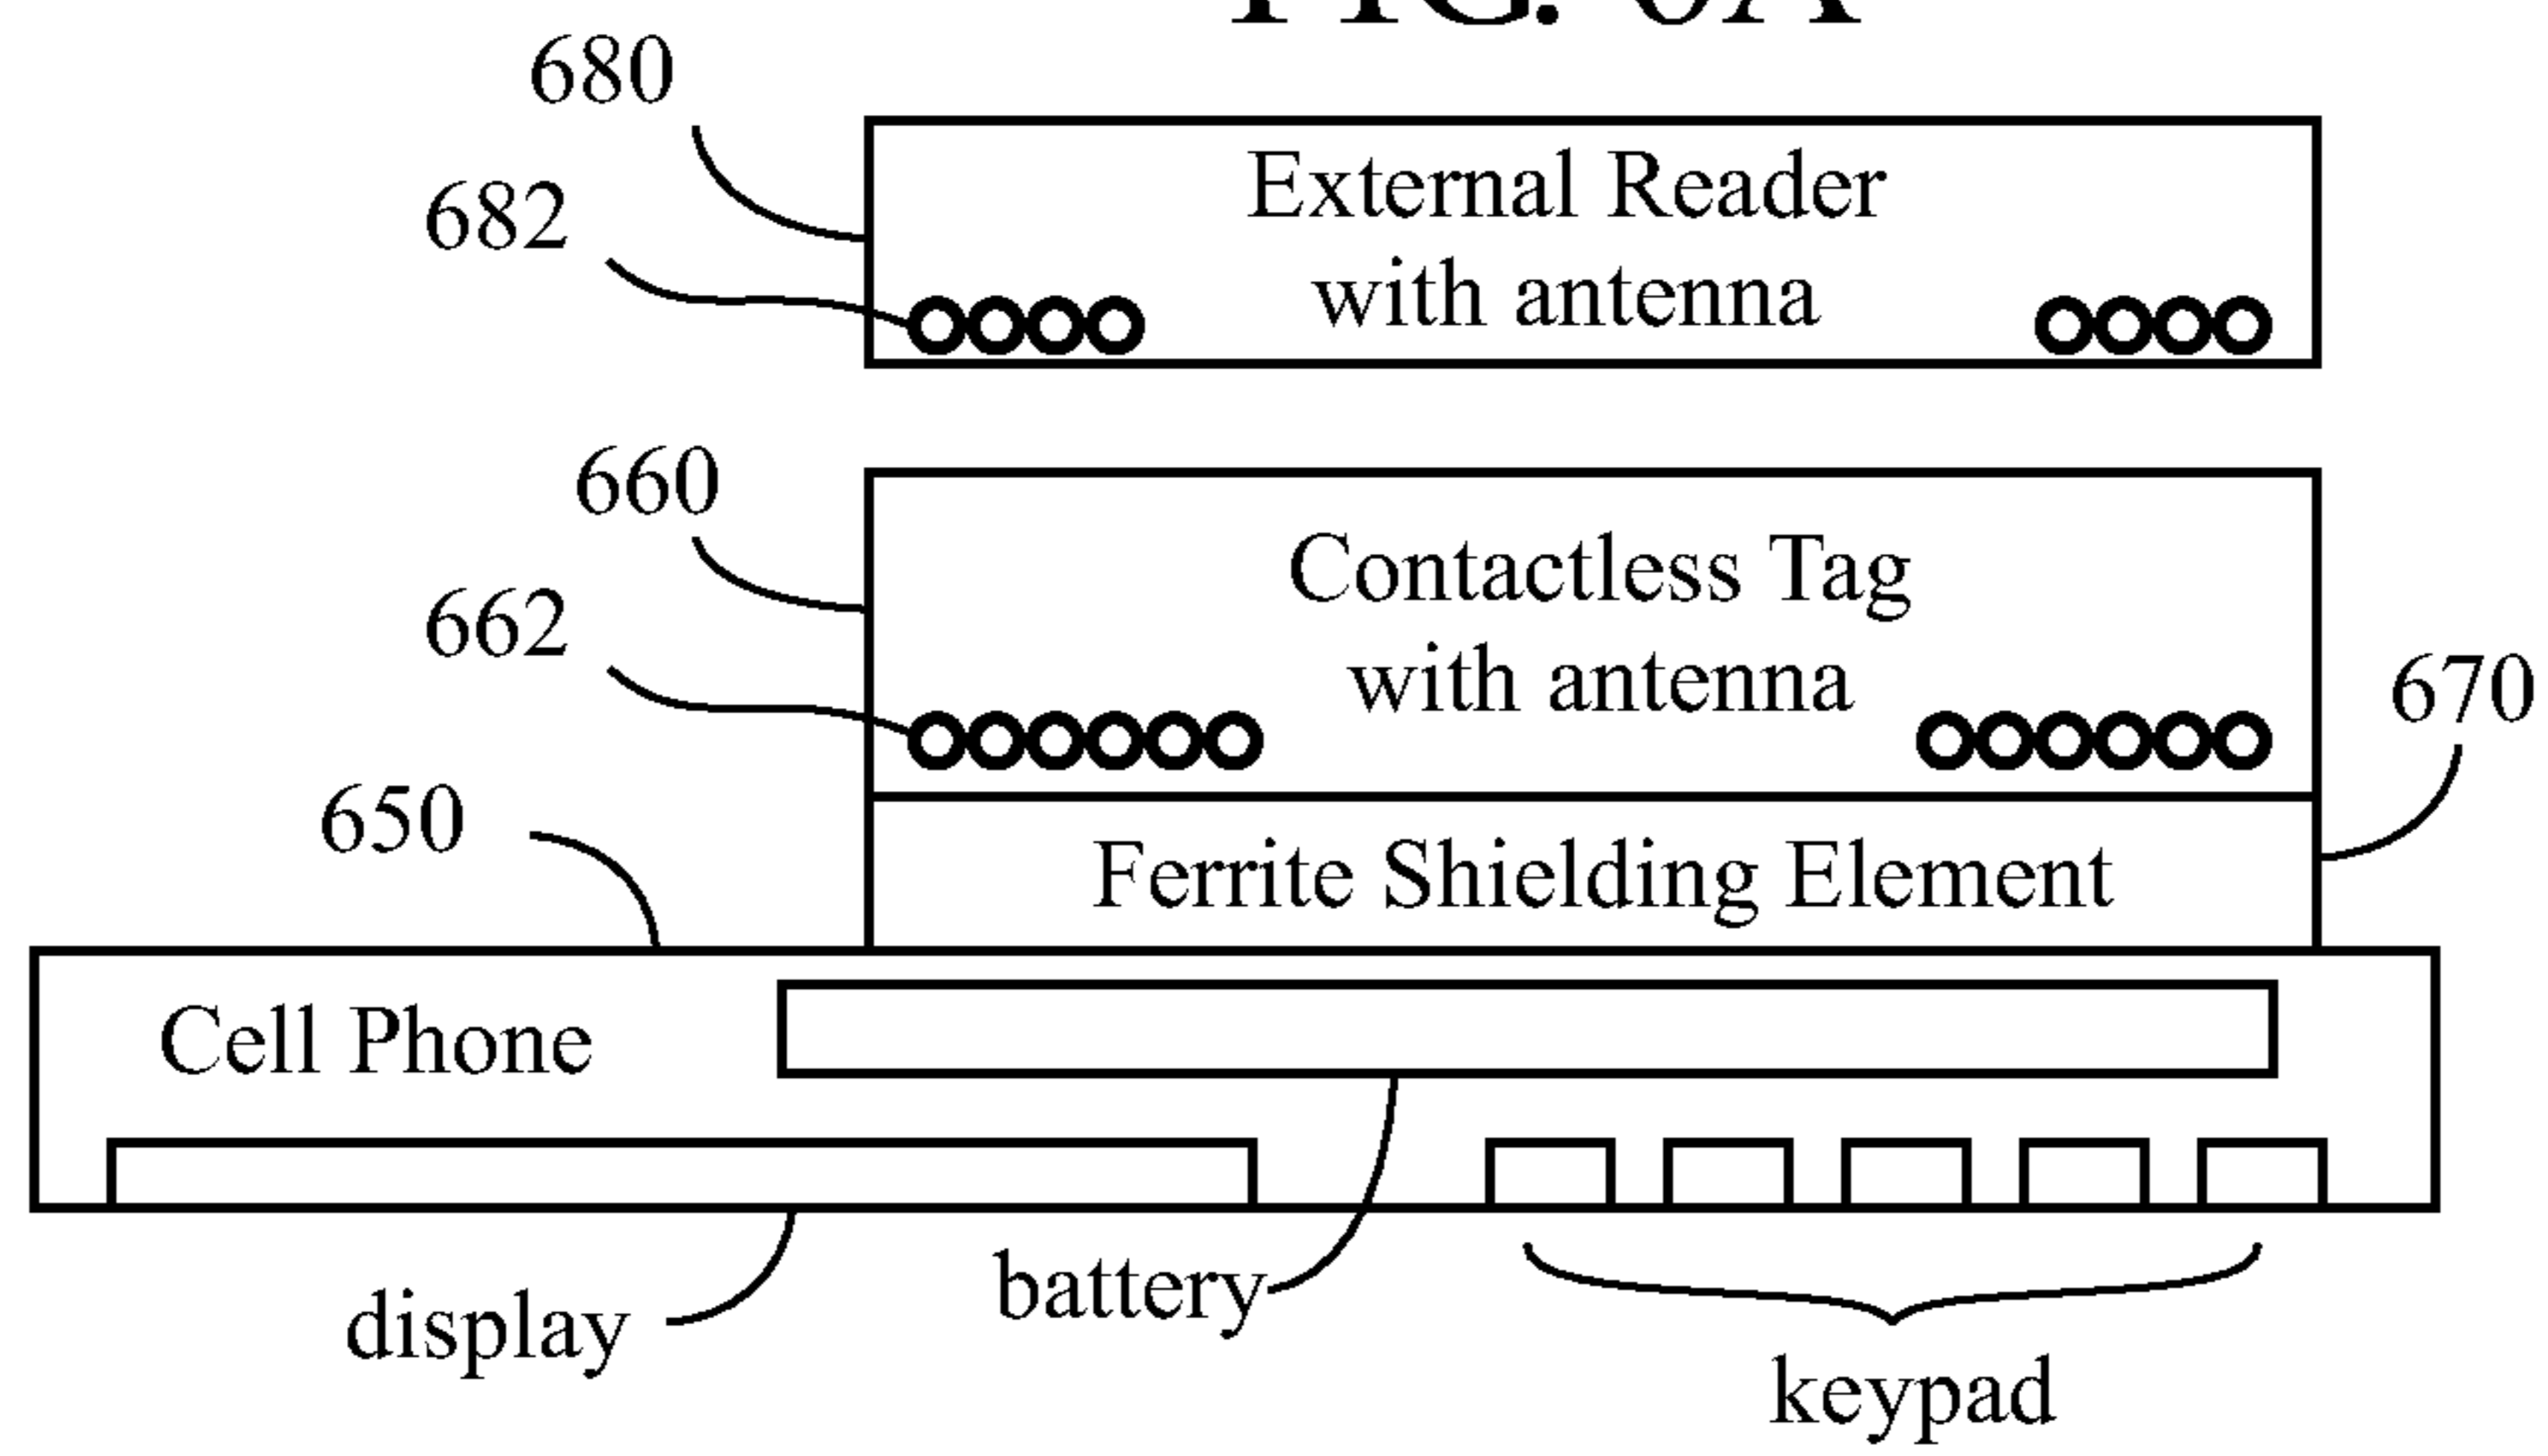 680
682
External Reader
with antenna
660
662
Contactless Tag
with antenna
670
650
Ferrite Shielding Element
Cell Phone
display
battery
keypad